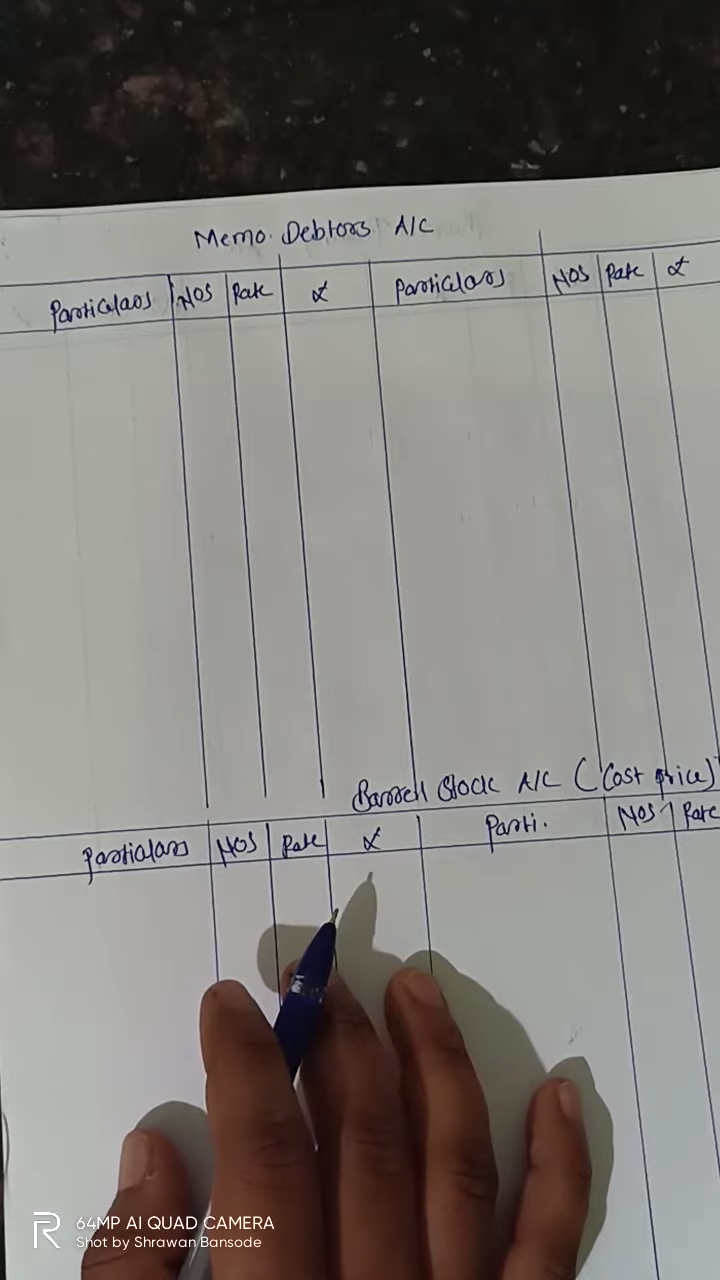 Memo. Debtors A/C
Particulars NOS Rate ₹ Particulars NOS Rate ₹
Barrel Stock A/C (Cost price)
Particulars NOS Rate ₹ Parti. NOS Rate
64MP AI QUAD CAMERA
Shot by Shrawan Bansode